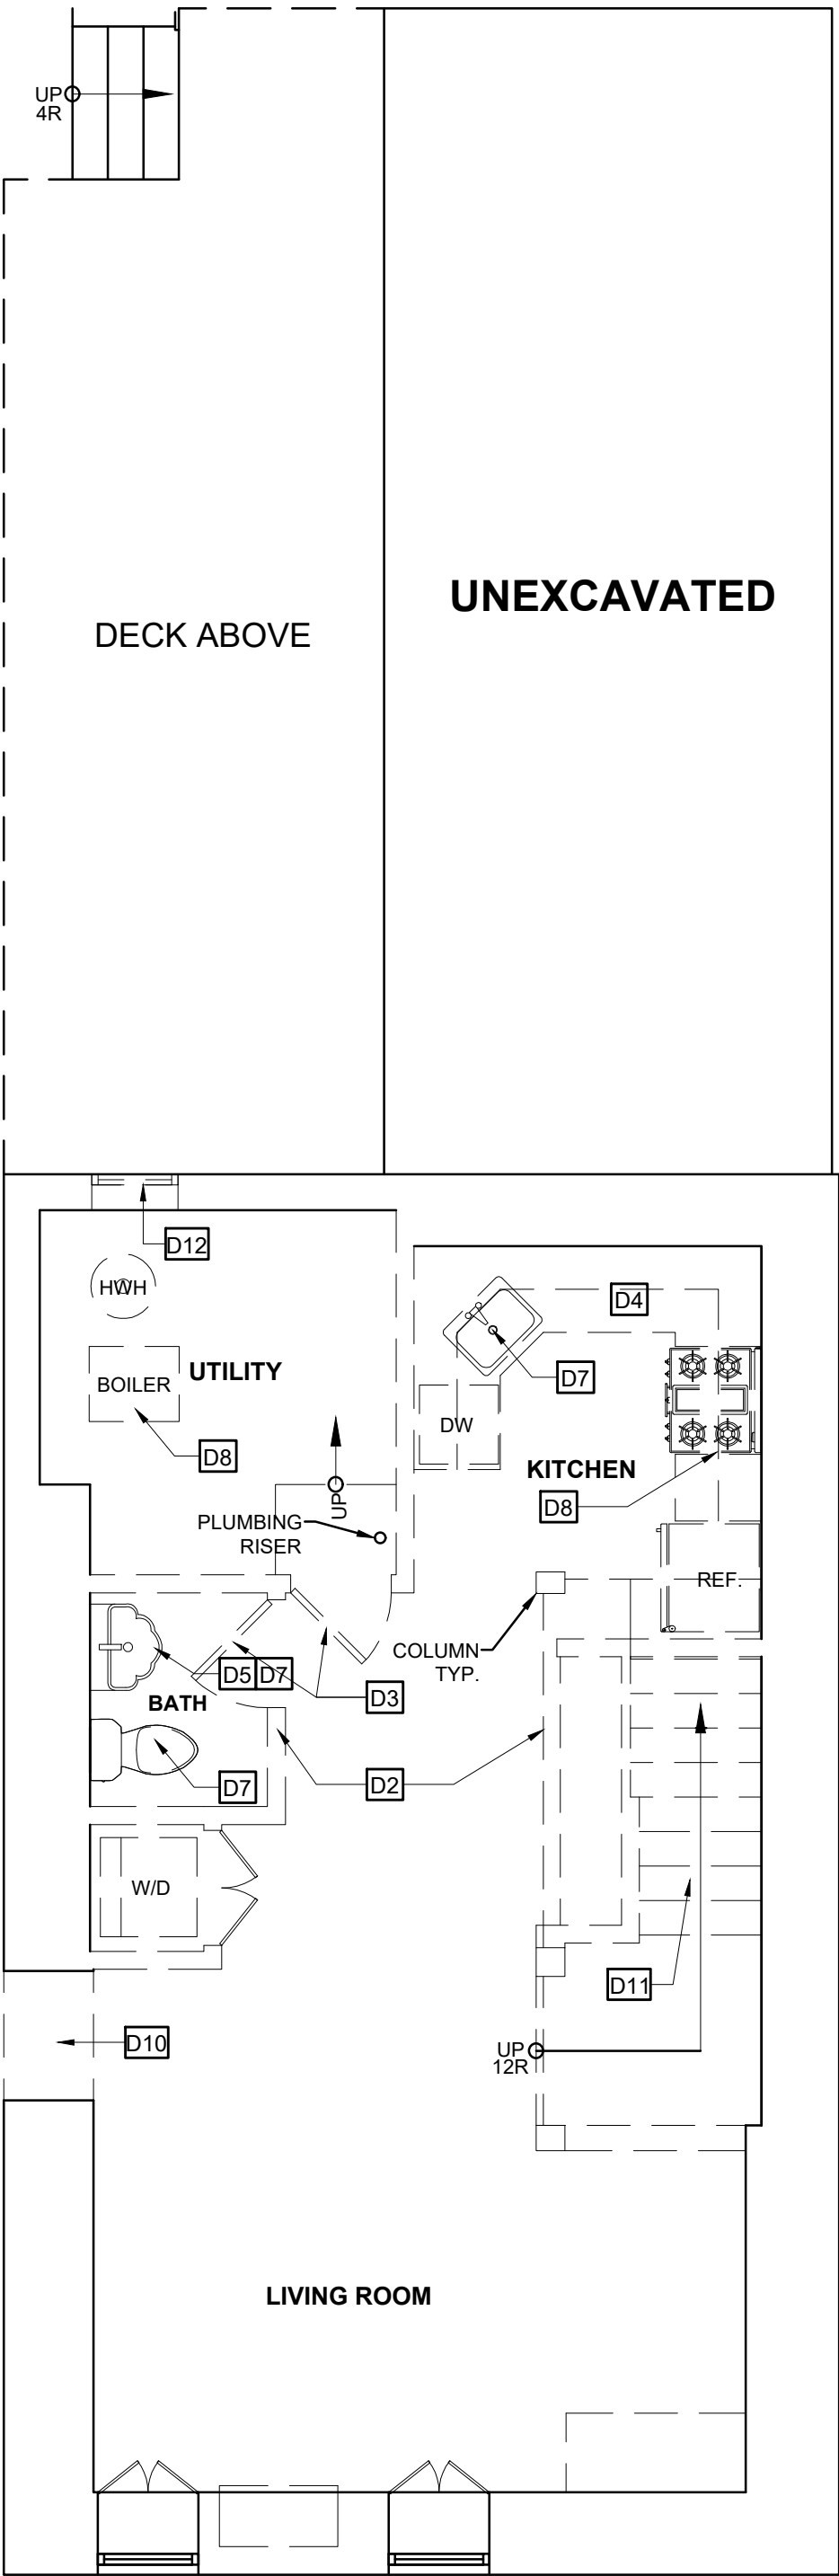 UP
4R
UNEXCAVATED
DECK ABOVE
D12
HWH
D4
BOILER
UTILITY
D7
DW
D8
KITCHEN
D8
UP
PLUMBING
RISER
REF.
COLUMN
TYP.
D5 D7
D3
BATH
D7
D2
W/D
D11
D10
UP
12R
LIVING ROOM